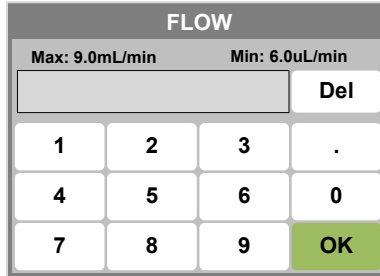 FLOW
Max: 9.0mL/min Min: 6.0uL/min
Del
1 2 3 .
4 5 6 0
7 8 9 OK